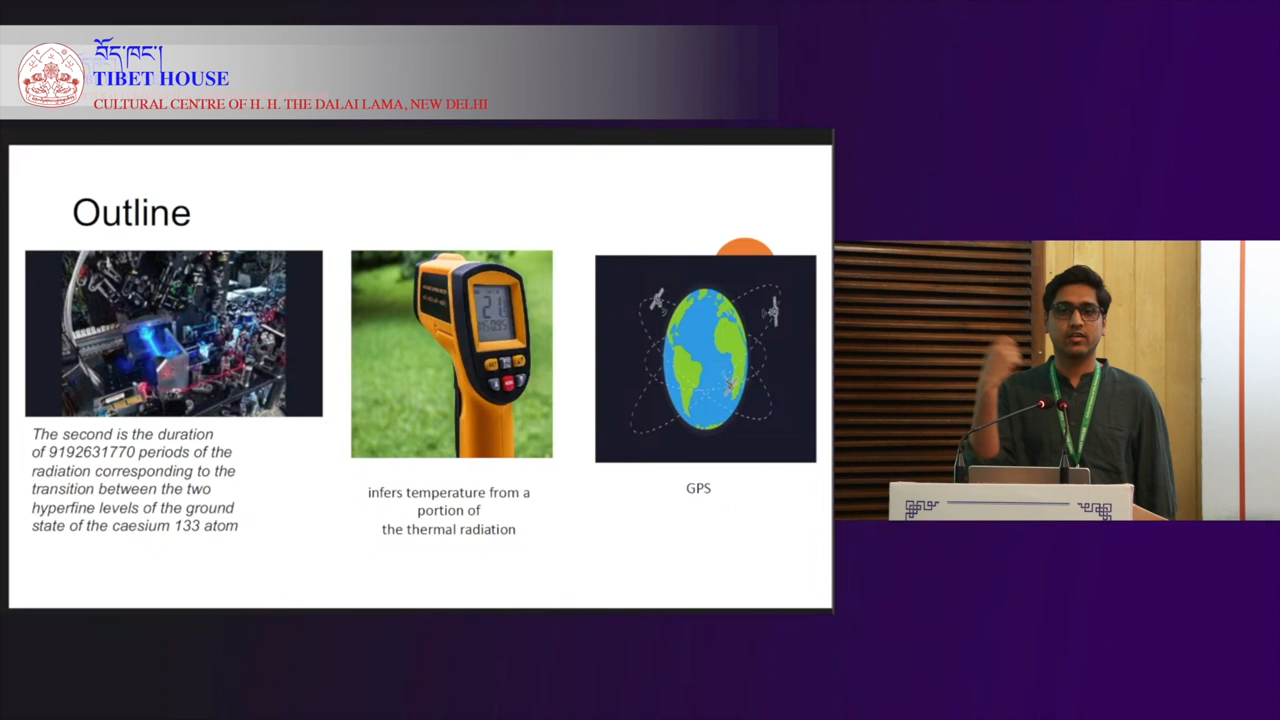 བོད་ཁང་།
TIBET HOUSE
CULTURAL CENTRE OF H. H. THE DALAI LAMA, NEW DELHI
Outline
The second is the duration
of 9192631770 periods of the
radiation corresponding to the
transition between the two
hyperfine levels of the ground
state of the caesium 133 atom
infers temperature from a
portion of
the thermal radiation
GPS